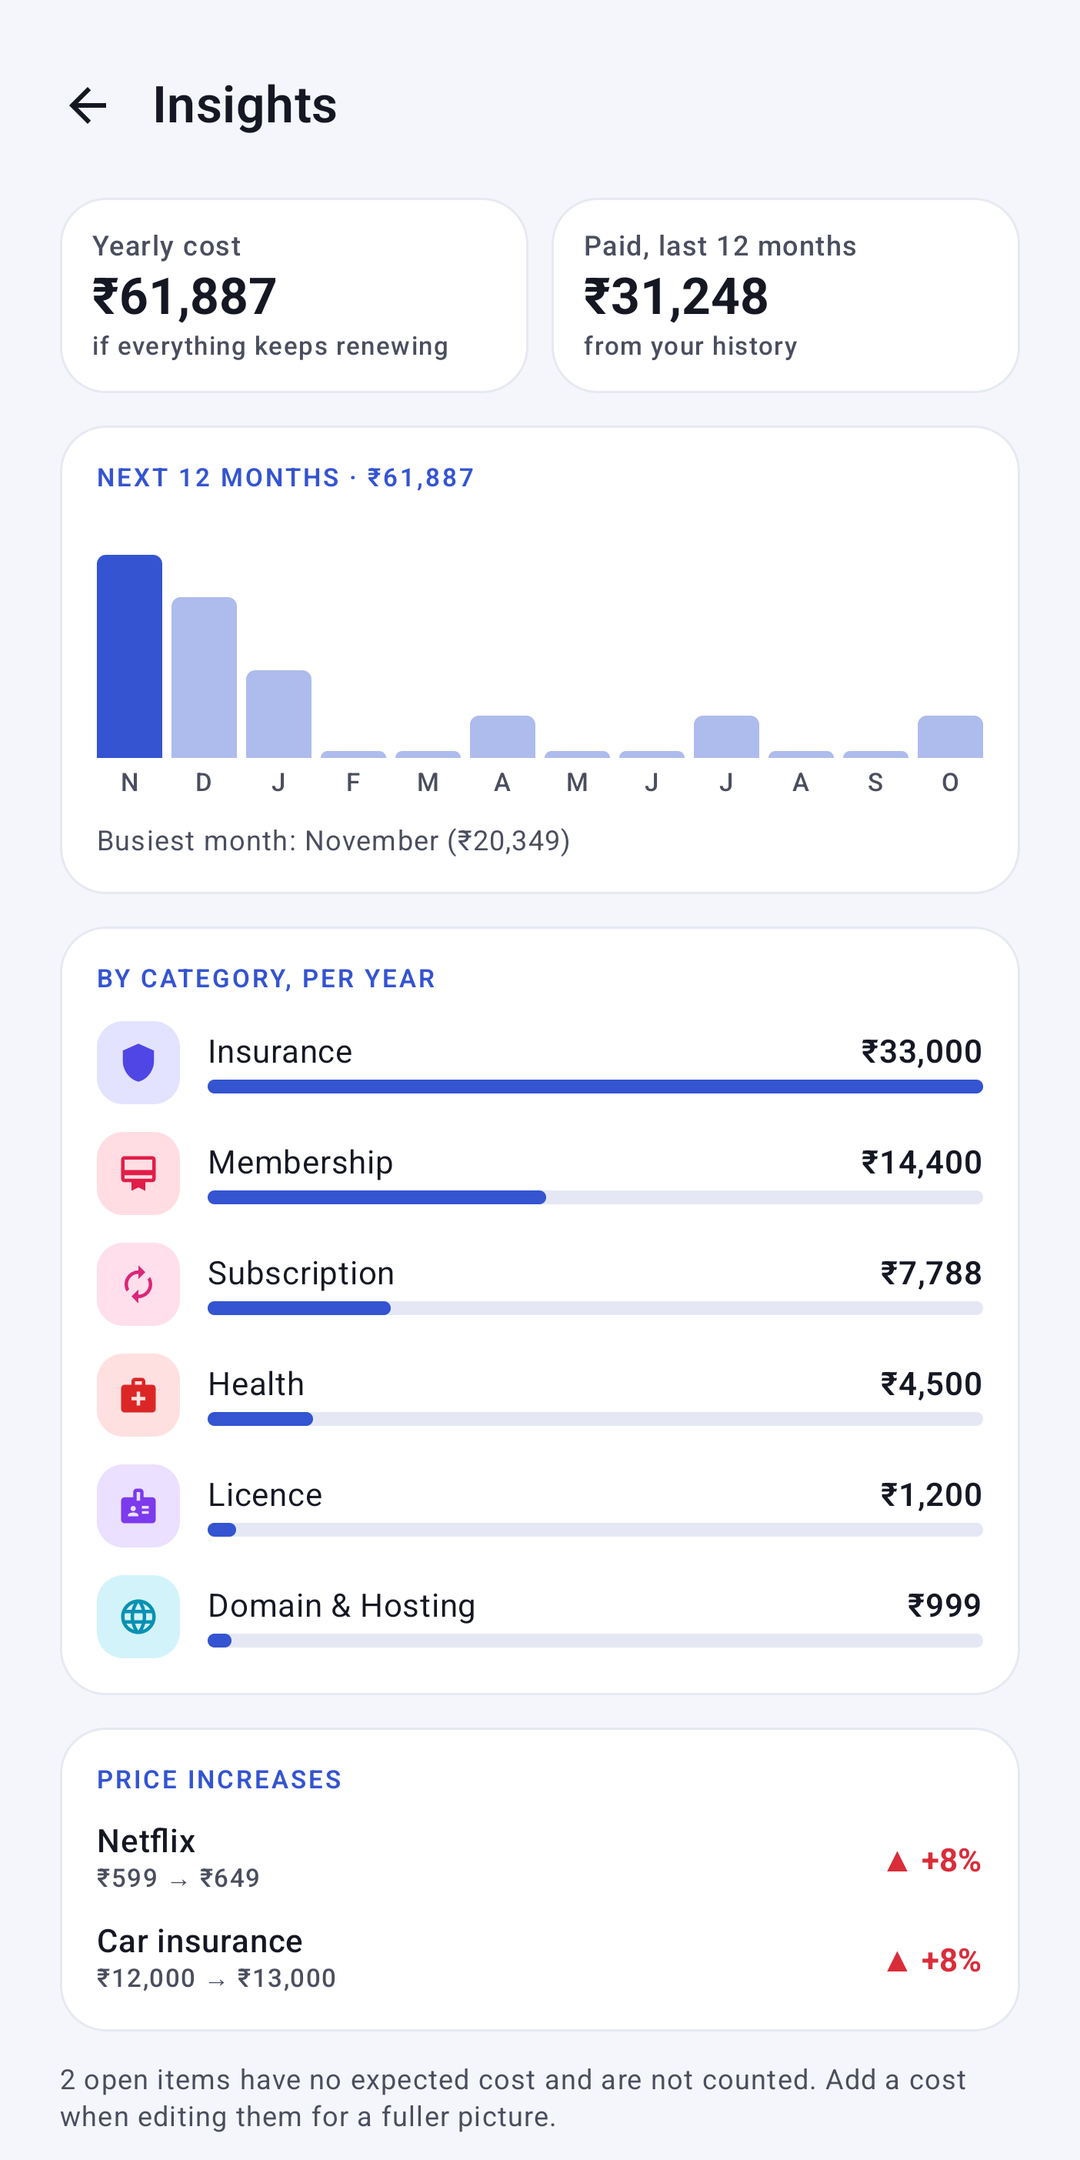 Insights
Yearly cost
₹61,887
if everything keeps renewing
Paid, last 12 months
₹31,248
from your history
NEXT 12 MONTHS · ₹61,887
N D J F M A M J J A S O
Busiest month: November (₹20,349)
BY CATEGORY, PER YEAR
Insurance ₹33,000
Membership ₹14,400
Subscription ₹7,788
Health ₹4,500
Licence ₹1,200
Domain & Hosting ₹999
PRICE INCREASES
Netflix
₹599 → ₹649
▲ +8%
Car insurance
₹12,000 → ₹13,000
▲ +8%
2 open items have no expected cost and are not counted. Add a cost
when editing them for a fuller picture.